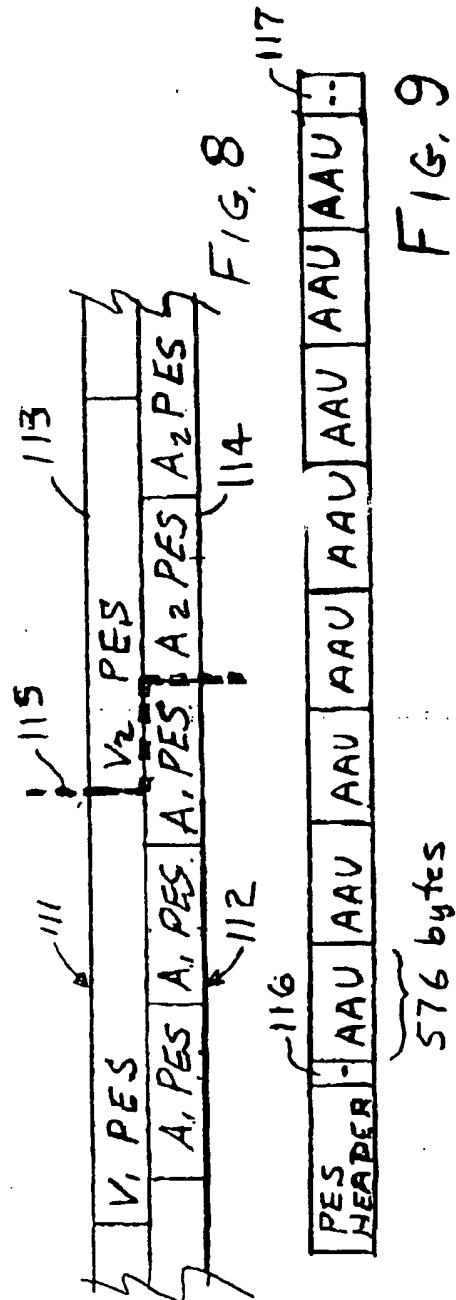 111 115 113
V₁ PES V₂ PES
A₁ PES A₁ PES A₁ PES A₂ PES A₂ PES
112 114
FIG. 8
116 117
PES
HEADER - AAU AAU AAU AAU AAU AAU AAU AAU --
576 bytes
FIG. 9